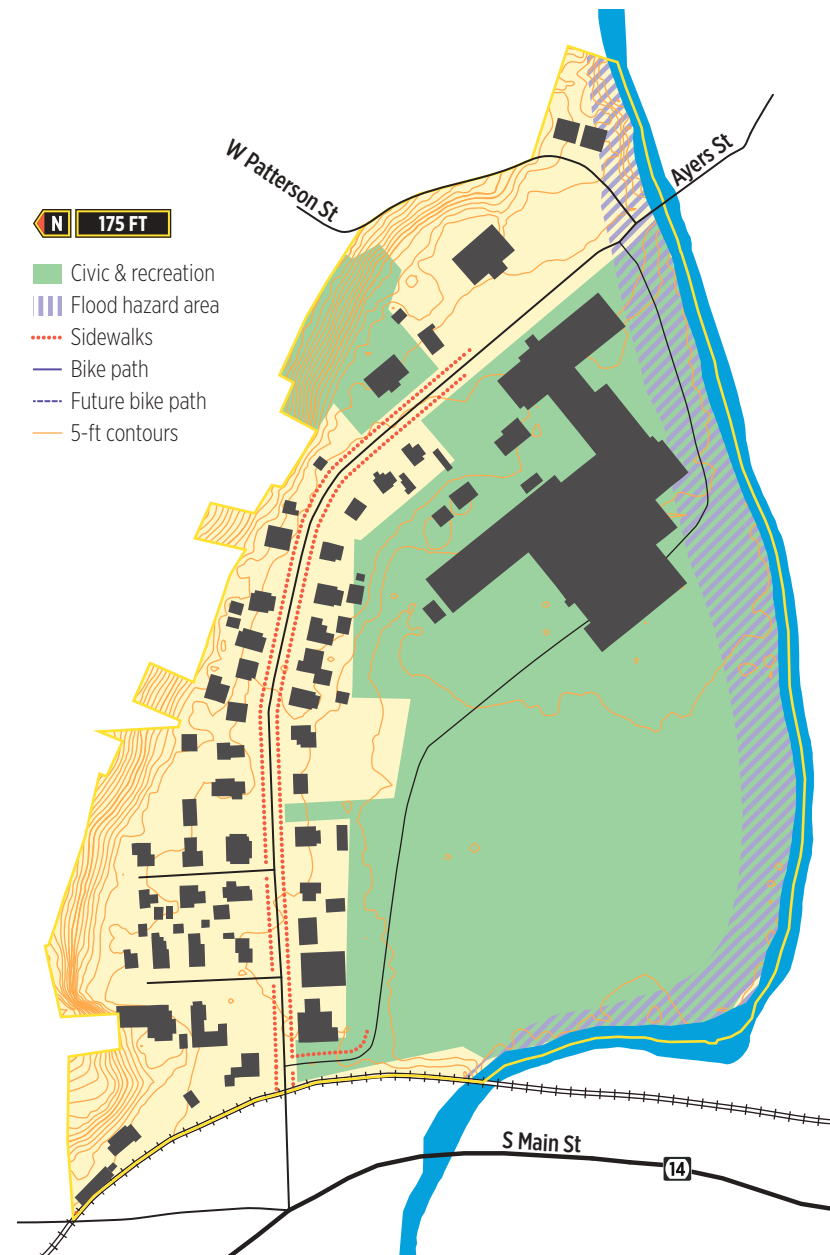 W Patterson St
Ayers St
N
175 FT
Civic & recreation
Flood hazard area
Sidewalks
Bike path
Future bike path
5-ft contours
S Main St
14